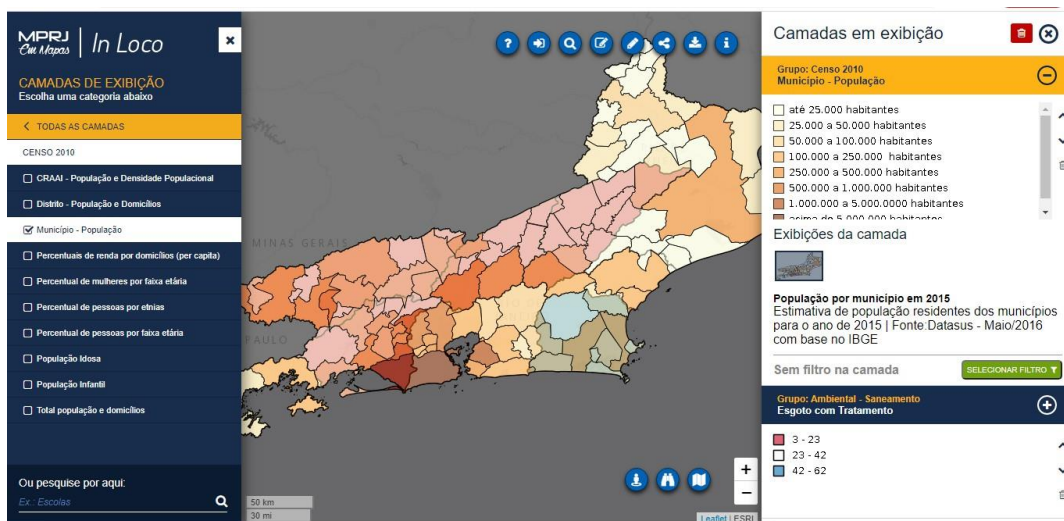 MPRJ
Em Mapas
In Loco
×
CAMADAS DE EXIBIÇÃO
Escolha uma categoria abaixo
TODAS AS CAMADAS
CENSO 2010
CRAAI - População e Densidade Populacional
Distrito - População e Domicílios
Município - População
Percentuais de renda por domicílios (per capita)
Percentual de mulheres por faixa etária
Percentual de pessoas por etnias
Percentual de pessoas por faixa etária
População Idosa
População Infantil
Total população e domicílios
Ou pesquise por aqui:
Ex.: Escolas
MINAS GERAIS
PAULO
50 km
30 mi
+
−
Leaflet | ESRI
Camadas em exibição
Grupo: Censo 2010
Município - População
até 25.000 habitantes
25.000 a 50.000 habitantes
50.000 a 100.000 habitantes
100.000 a 250.000 habitantes
250.000 a 500.000 habitantes
500.000 a 1.000.000 habitantes
1.000.000 a 5.000.0000 habitantes
acima de 5.000.000 habitantes
Exibições da camada
População por municipio em 2015
Estimativa de população residentes dos municípios
para o ano de 2015 | Fonte:Datasus - Maio/2016
com base no IBGE
Sem filtro na camada
SELECIONAR FILTRO
Grupo: Ambiental - Saneamento
Esgoto com Tratamento
3 - 23
23 - 42
42 - 62